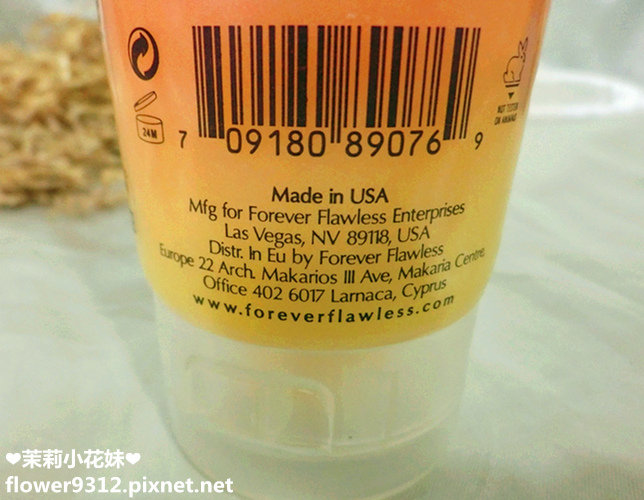 24M
NOT TESTED
ON ANIMALS
7 09180 89076 9
Made in USA
Mfg for Forever Flawless Enterprises
Las Vegas, NV 89118, USA
Distr. In Eu by Forever Flawless
Europe 22 Arch. Makarios III Ave, Makaria Centre
Office 402 6017 Larnaca, Cyprus
www.foreverflawless.com
❤茉莉小花妹❤
flower9312.pixnet.net